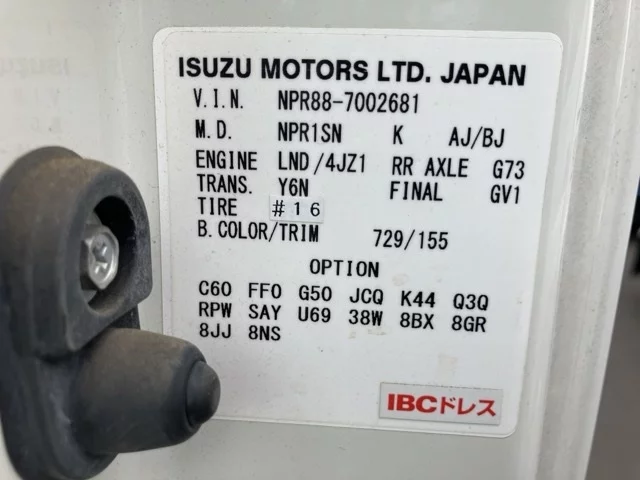 ISUZU MOTORS LTD. JAPAN
V.I.N. NPR88-7002681
M.D. NPR1SN K AJ/BJ
ENGINE LND/4JZ1 RR AXLE G73
TRANS. Y6N FINAL GV1
TIRE #16
B.COLOR/TRIM 729/155
OPTION
C60 FF0 G50 JCQ K44 Q3Q
RPW SAY U69 38W 8BX 8GR
8JJ 8NS
IBCドレス